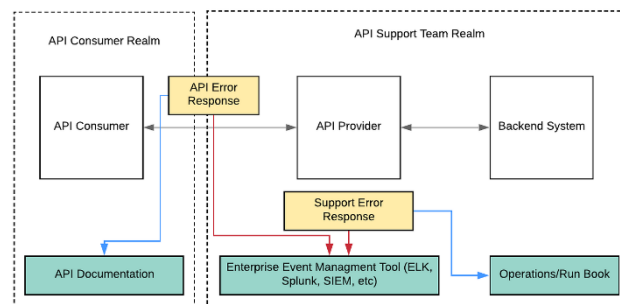 API Consumer Realm
API Support Team Realm
API Error
Response
API Consumer
API Provider
Backend System
Support Error
Response
API Documentation
Enterprise Event Managment Tool (ELK,
Splunk, SIEM, etc)
Operations/Run Book